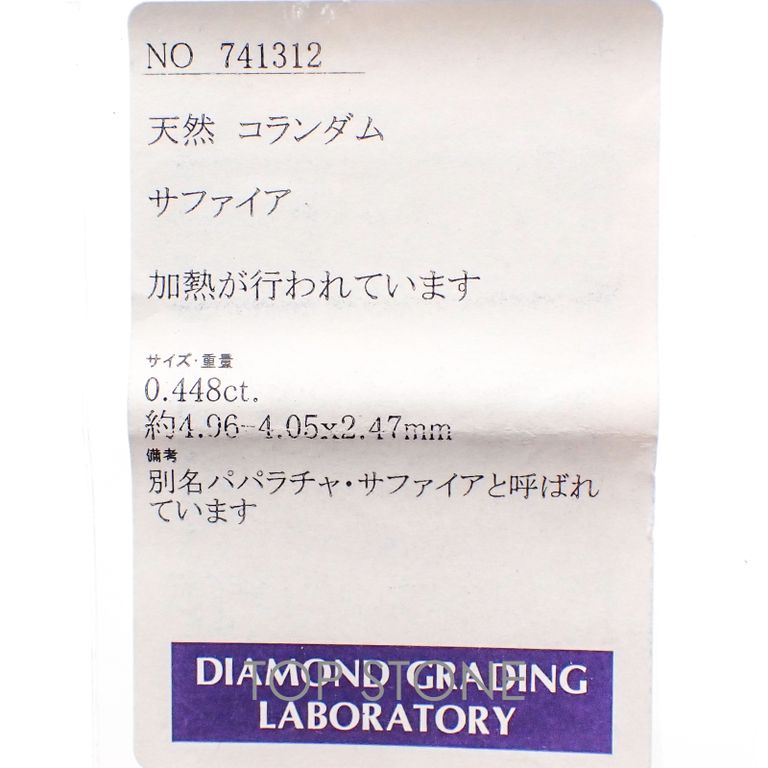 NO 741312
天然 コランダム
サファイア
加熱が行われています
サイズ・重量
0.448ct.
約4.96-4.05x2.47mm
備考
別名パパラチャ・サファイアと呼ばれ
ています
DIAMOND GRADING
TOP STONE
LABORATORY